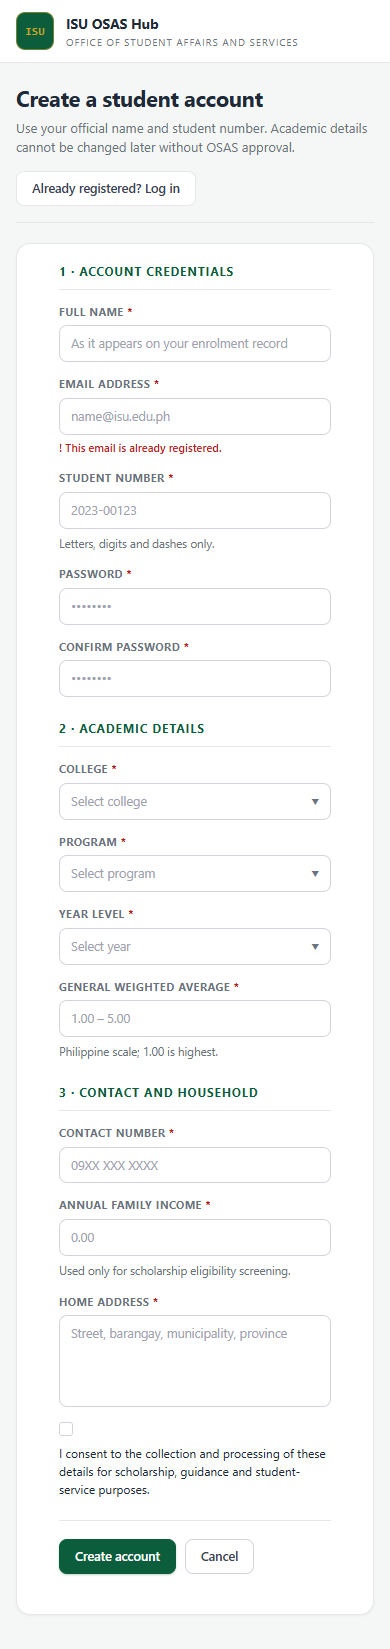 ISU
ISU OSAS Hub
OFFICE OF STUDENT AFFAIRS AND SERVICES
Create a student account
Use your official name and student number. Academic details
cannot be changed later without OSAS approval.
Already registered? Log in
1 · ACCOUNT CREDENTIALS
FULL NAME *
As it appears on your enrolment record
EMAIL ADDRESS *
name@isu.edu.ph
! This email is already registered.
STUDENT NUMBER *
2023-00123
Letters, digits and dashes only.
PASSWORD *
••••••••
CONFIRM PASSWORD *
••••••••
2 · ACADEMIC DETAILS
COLLEGE *
Select college
PROGRAM *
Select program
YEAR LEVEL *
Select year
GENERAL WEIGHTED AVERAGE *
1.00 – 5.00
Philippine scale; 1.00 is highest.
3 · CONTACT AND HOUSEHOLD
CONTACT NUMBER *
09XX XXX XXXX
ANNUAL FAMILY INCOME *
0.00
Used only for scholarship eligibility screening.
HOME ADDRESS *
Street, barangay, municipality, province
I consent to the collection and processing of these
details for scholarship, guidance and student-
service purposes.
Create account
Cancel